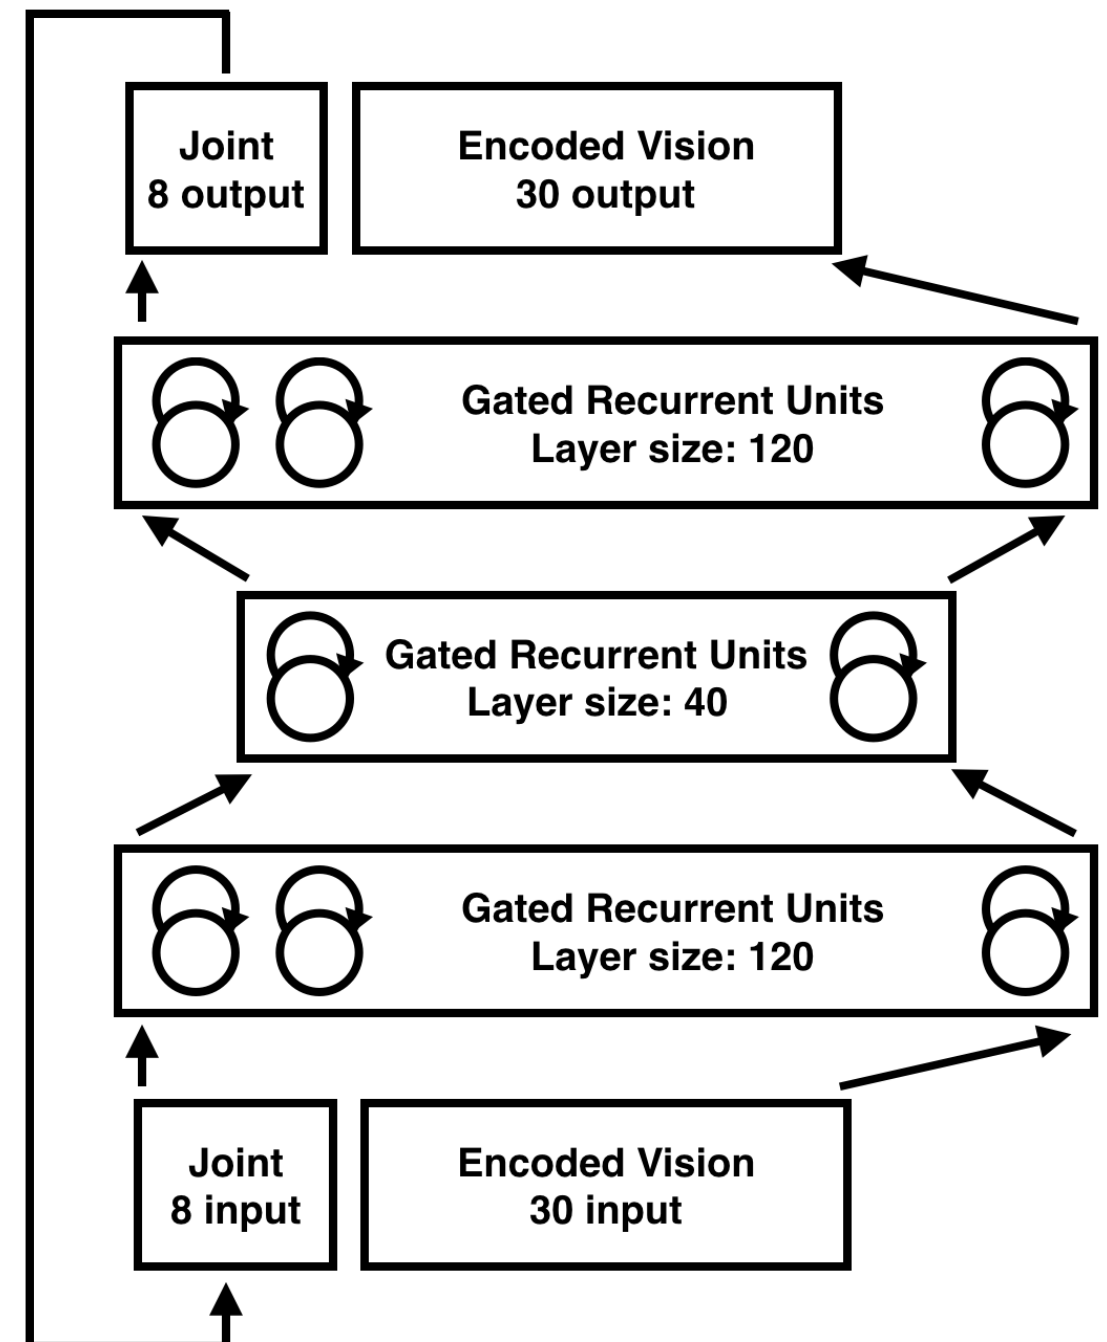 Joint
8 output
Encoded Vision
30 output
Gated Recurrent Units
Layer size: 120
Gated Recurrent Units
Layer size: 40
Gated Recurrent Units
Layer size: 120
Joint
8 input
Encoded Vision
30 input